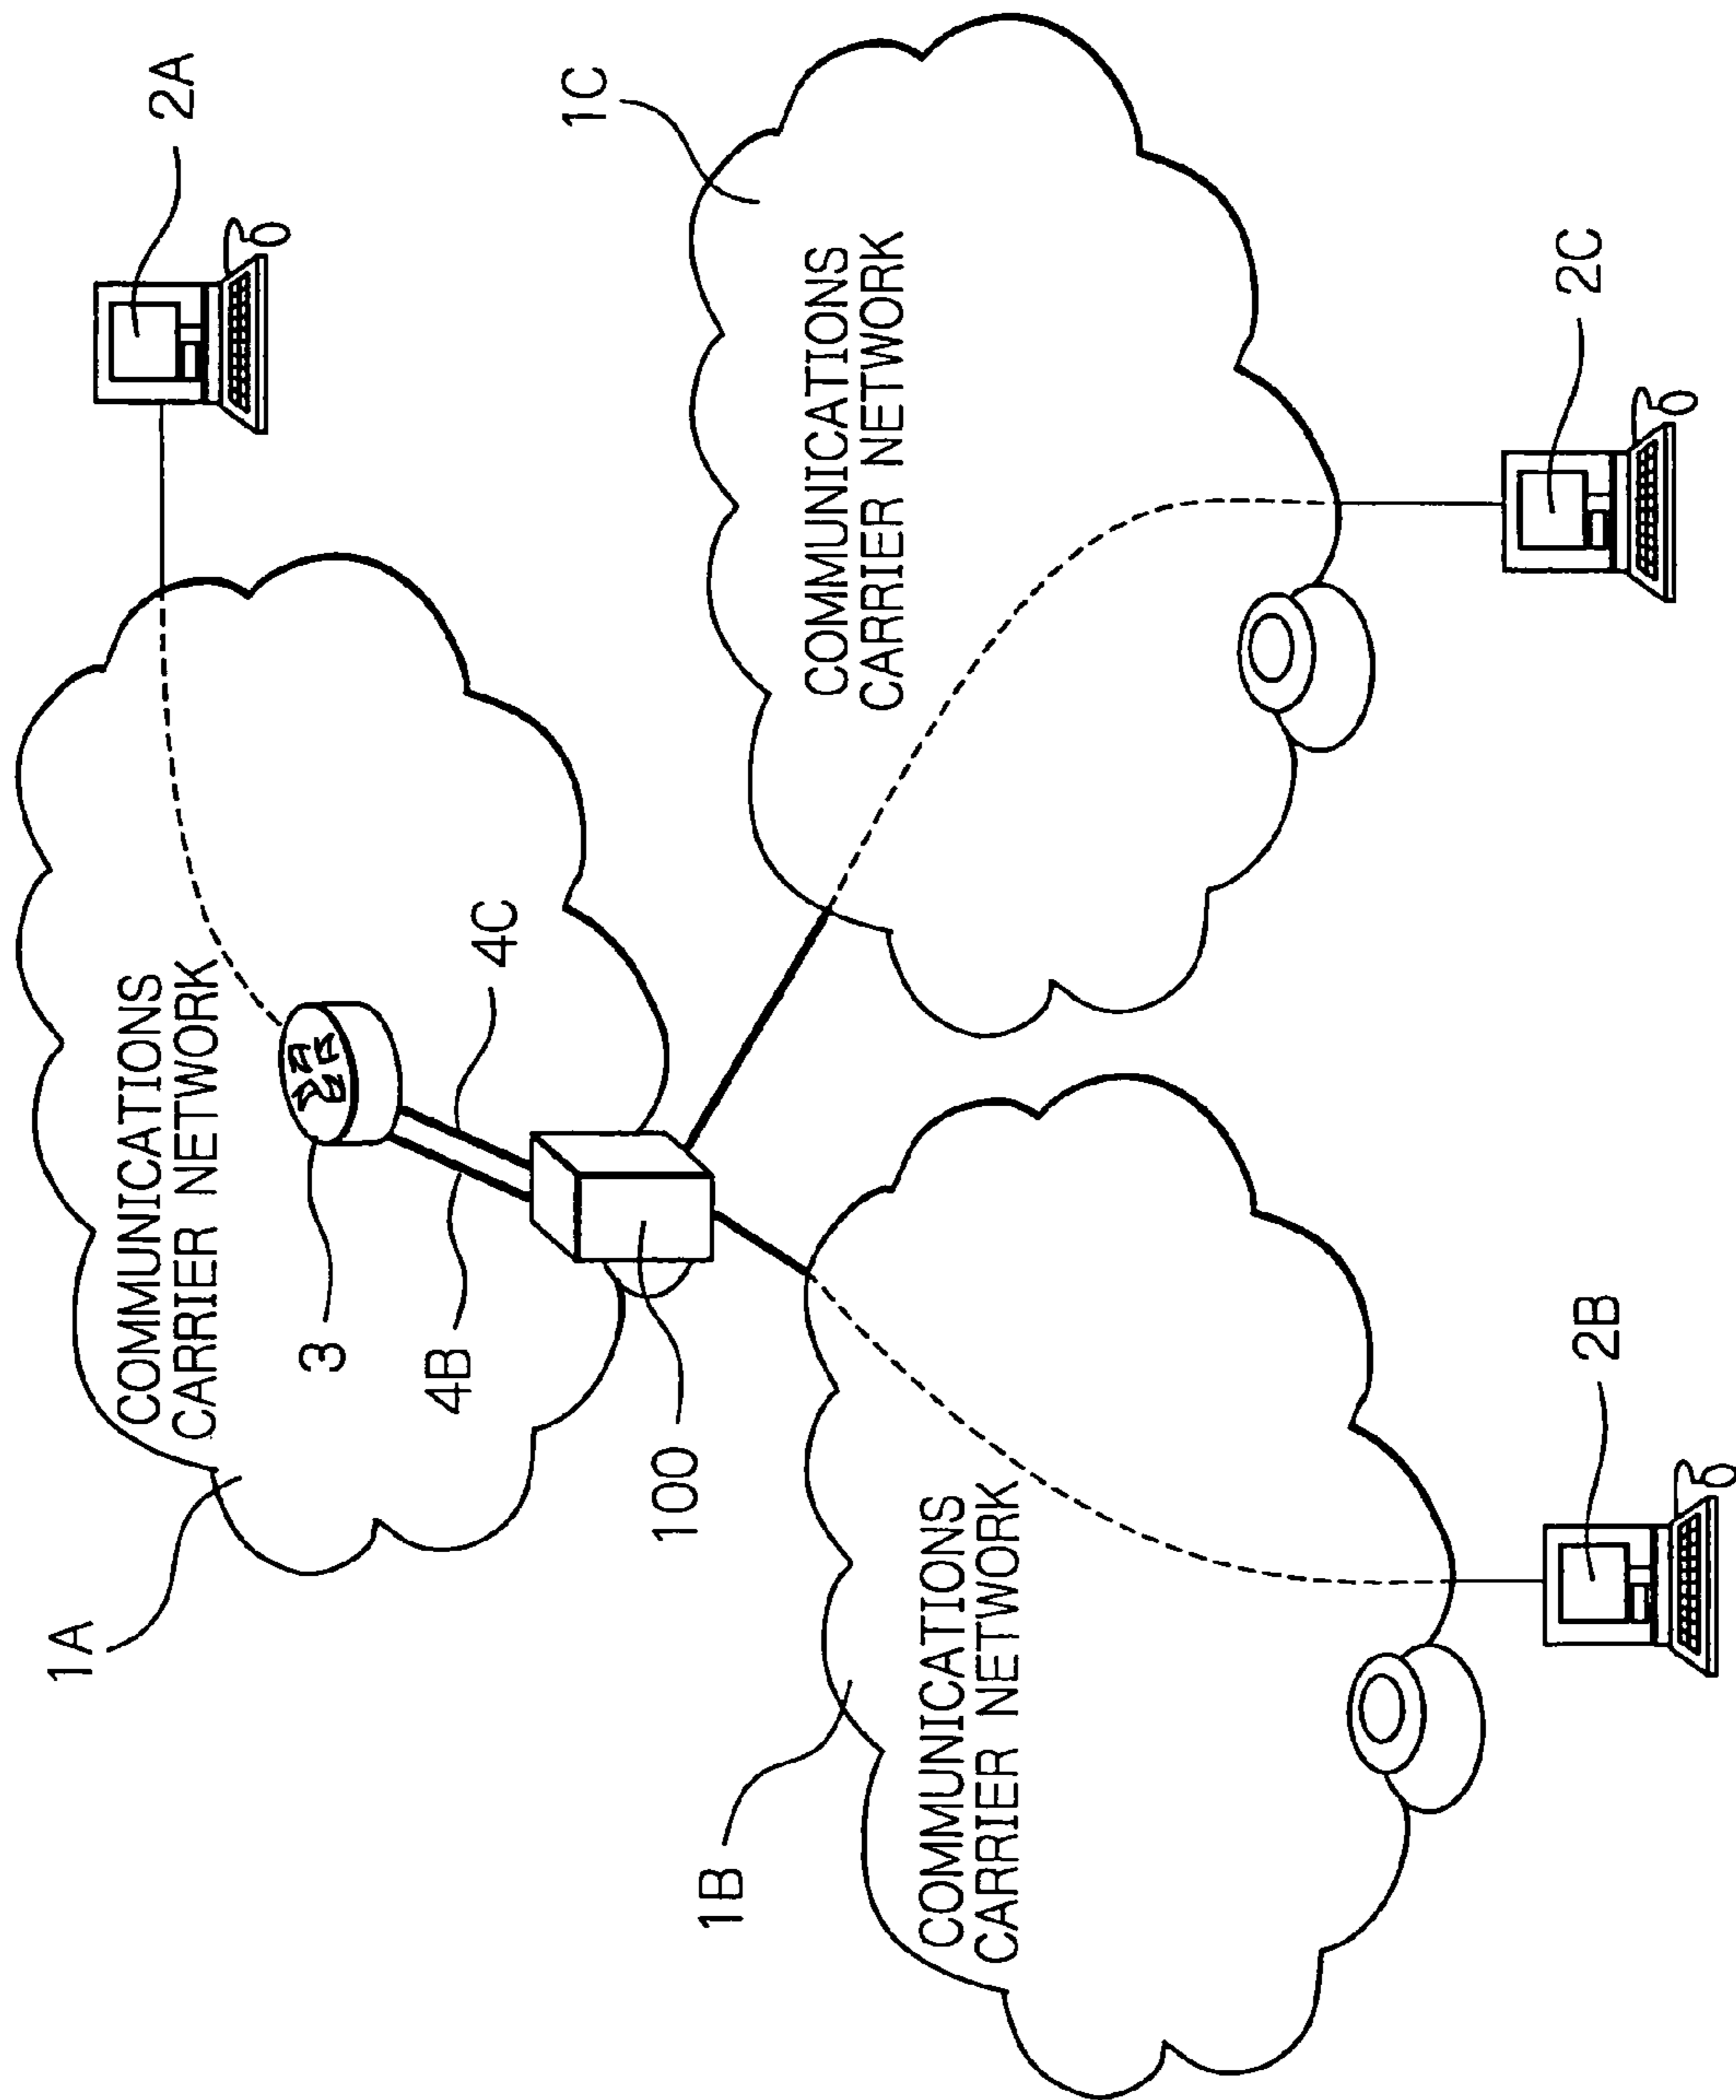 1A
COMMUNICATIONS
CARRIER NETWORK
2A
3
4B
4C
100
1B
COMMUNICATIONS
CARRIER NETWORK
2B
1C
COMMUNICATIONS
CARRIER NETWORK
2C